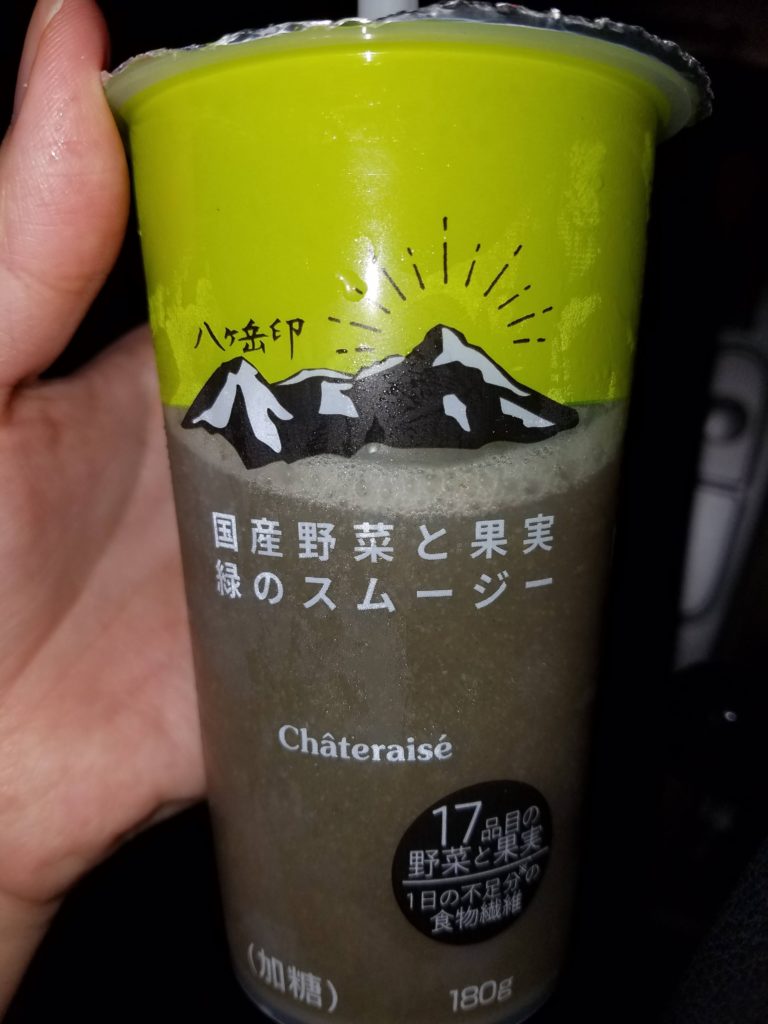 八ヶ岳印
国産野菜と果実
緑のスムージー
Châteraisé
17品目の
野菜と果実
1日の不足分※の
食物繊維
(加糖)
180g